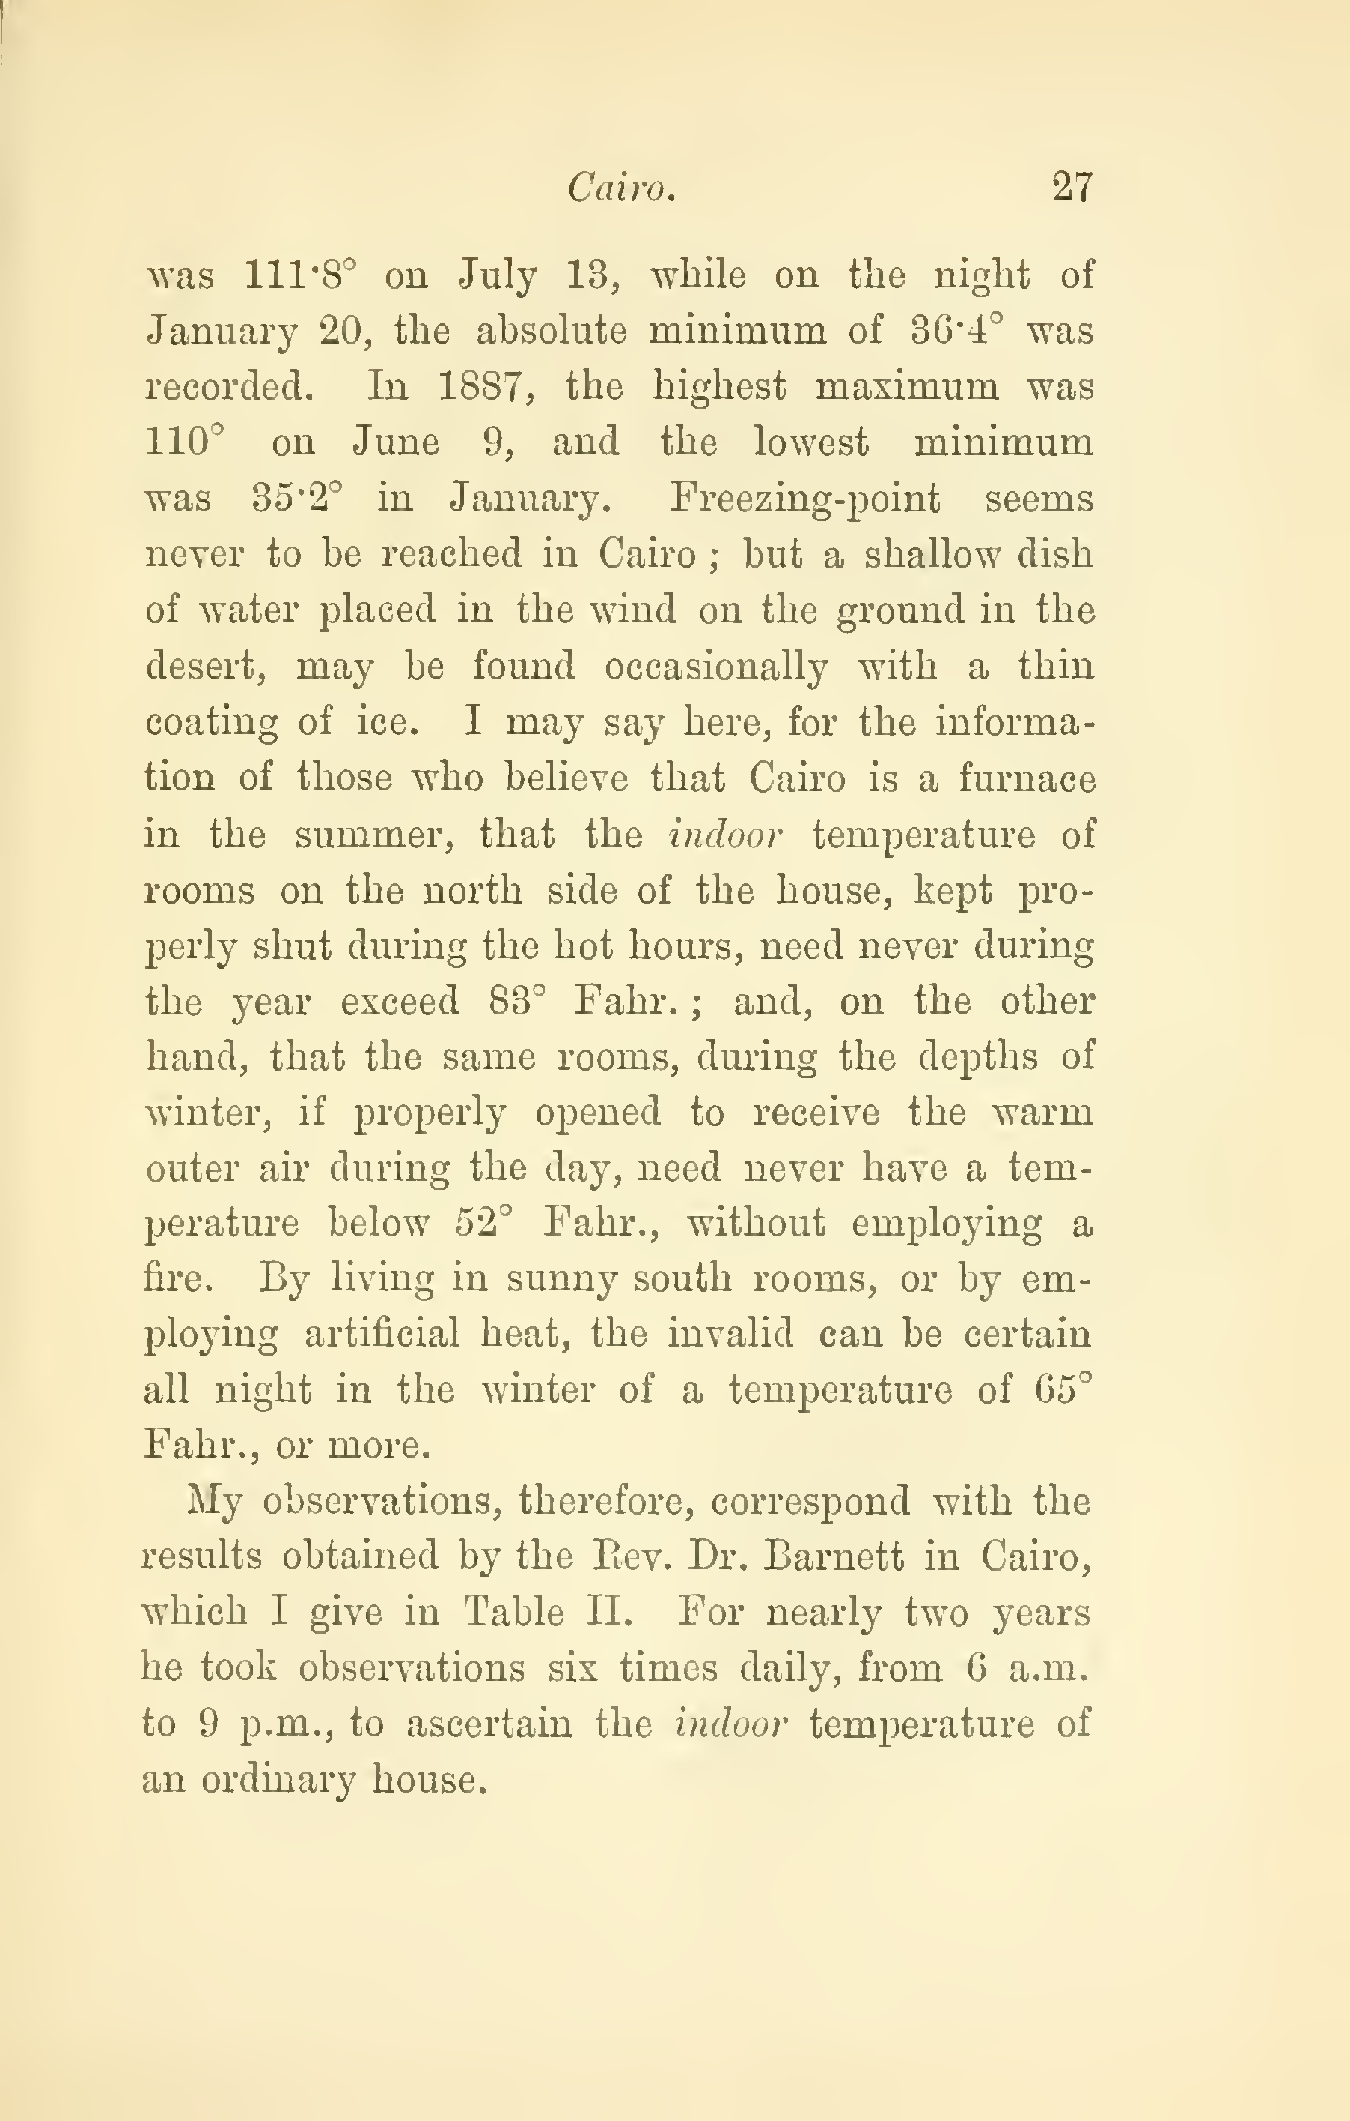 Cairo. 27
was 111·8° on July 13, while on the night of
January 20, the absolute minimum of 36·4° was
recorded. In 1887, the highest maximum was
110° on June 9, and the lowest minimum
was 35·2° in January. Freezing-point seems
never to be reached in Cairo ; but a shallow dish
of water placed in the wind on the ground in the
desert, may be found occasionally with a thin
coating of ice. I may say here, for the informa-
tion of those who believe that Cairo is a furnace
in the summer, that the indoor temperature of
rooms on the north side of the house, kept pro-
perly shut during the hot hours, need never during
the year exceed 83° Fahr. ; and, on the other
hand, that the same rooms, during the depths of
winter, if properly opened to receive the warm
outer air during the day, need never have a tem-
perature below 52° Fahr., without employing a
fire. By living in sunny south rooms, or by em-
ploying artificial heat, the invalid can be certain
all night in the winter of a temperature of 65°
Fahr., or more.
My observations, therefore, correspond with the
results obtained by the Rev. Dr. Barnett in Cairo,
which I give in Table II. For nearly two years
he took observations six times daily, from 6 a.m.
to 9 p.m., to ascertain the indoor temperature of
an ordinary house.